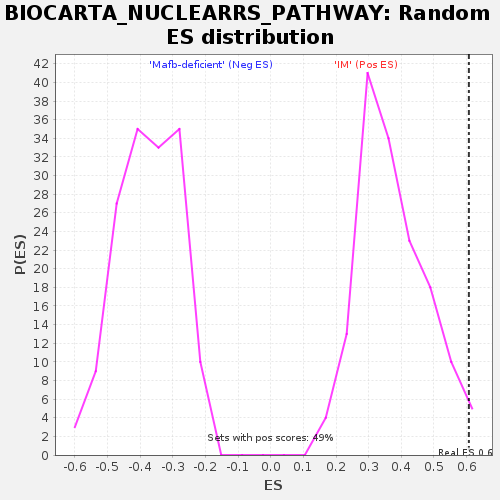 BIOCARTA_NUCLEARRS_PATHWAY: Random
ES distribution
'Mafb-deficient' (Neg ES)
'IM' (Pos ES)
42
40
38
36
34
32
30
28
26
24
22
20
18
16
14
12
10
8
6
4
2
0
P(ES)
Sets with pos scores: 49%
Real ES 0.6
-0.6 -0.5 -0.4 -0.3 -0.2 -0.1 0.0 0.1 0.2 0.3 0.4 0.5 0.6
ES